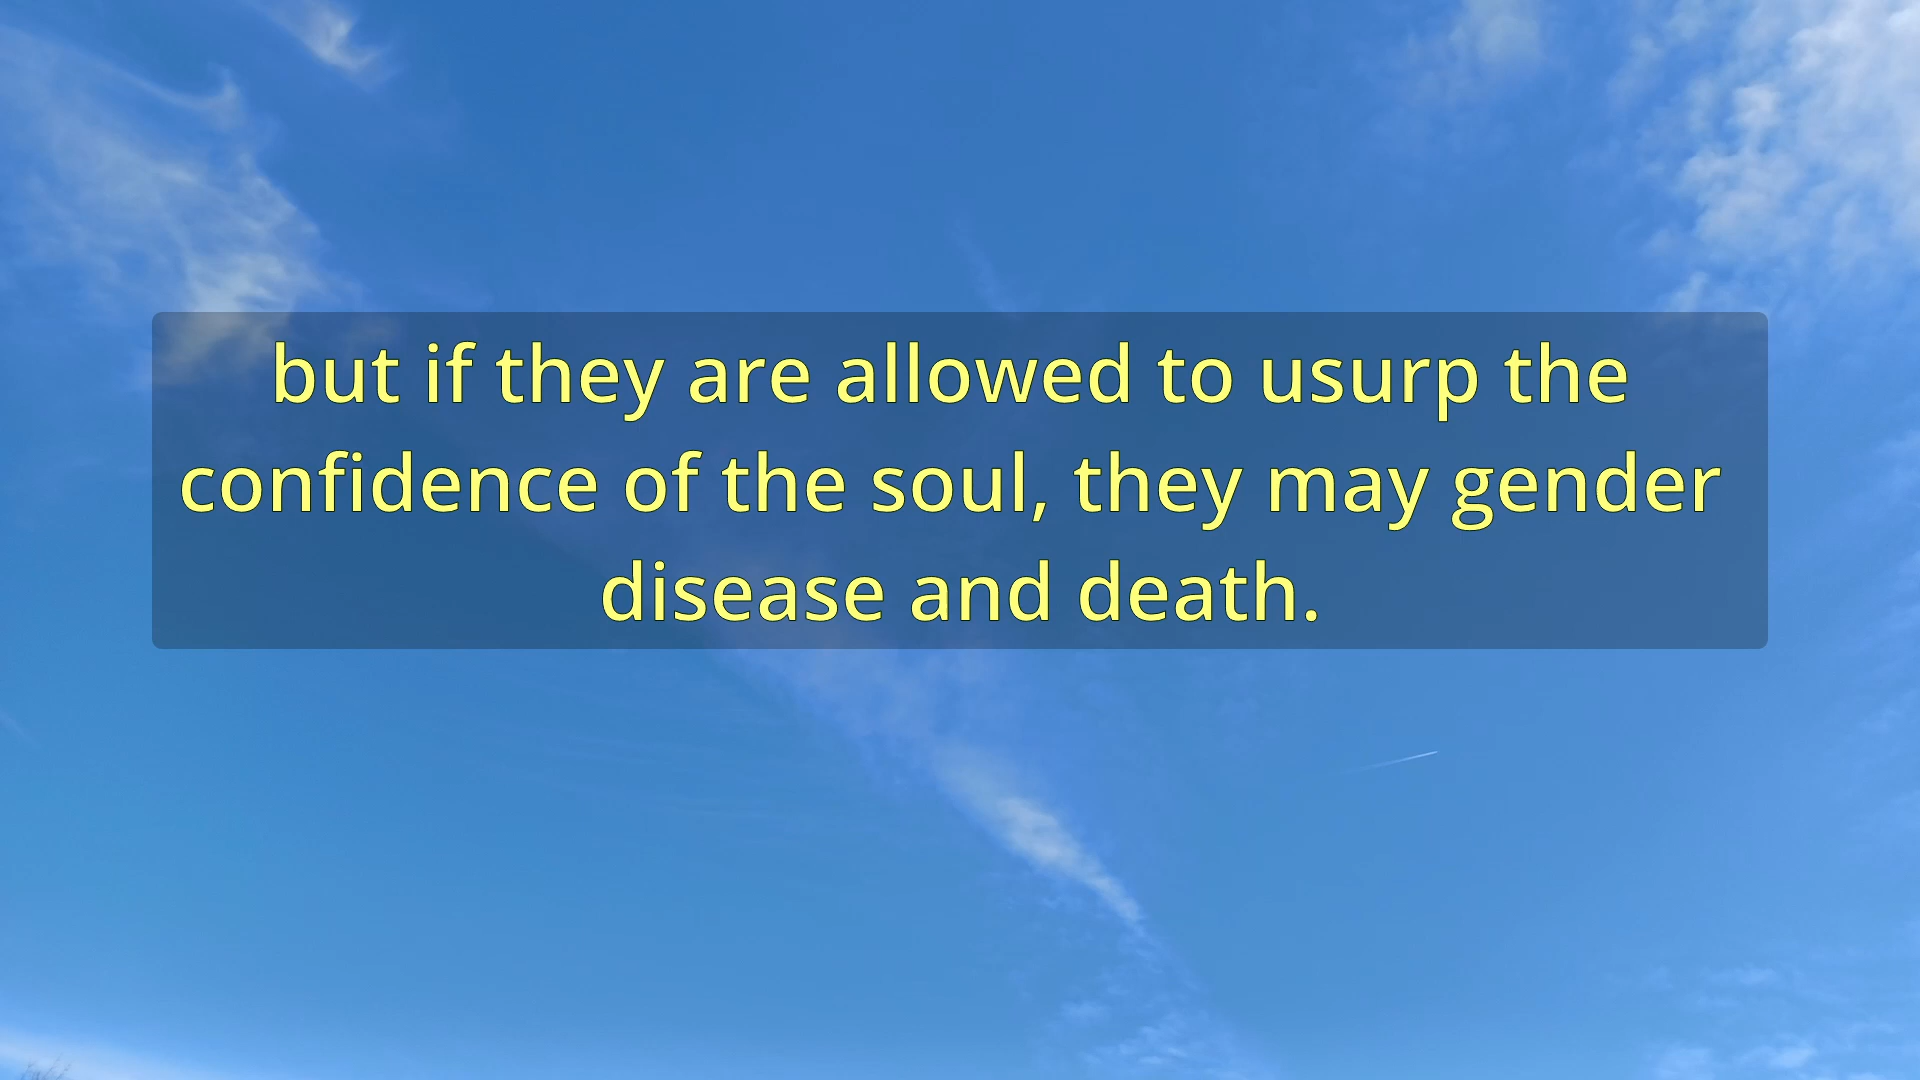 but if they are allowed to usurp the
confidence of the soul, they may gender
disease and death.